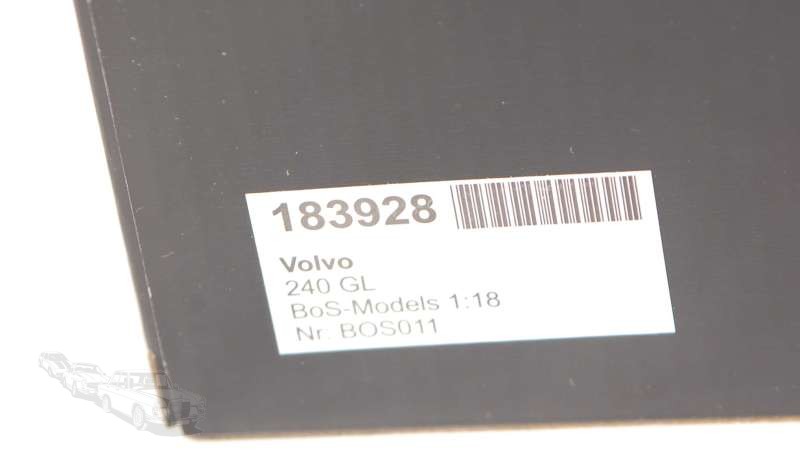 183928
Volvo
240 GL
BoS-Models 1:18
Nr. BOS011